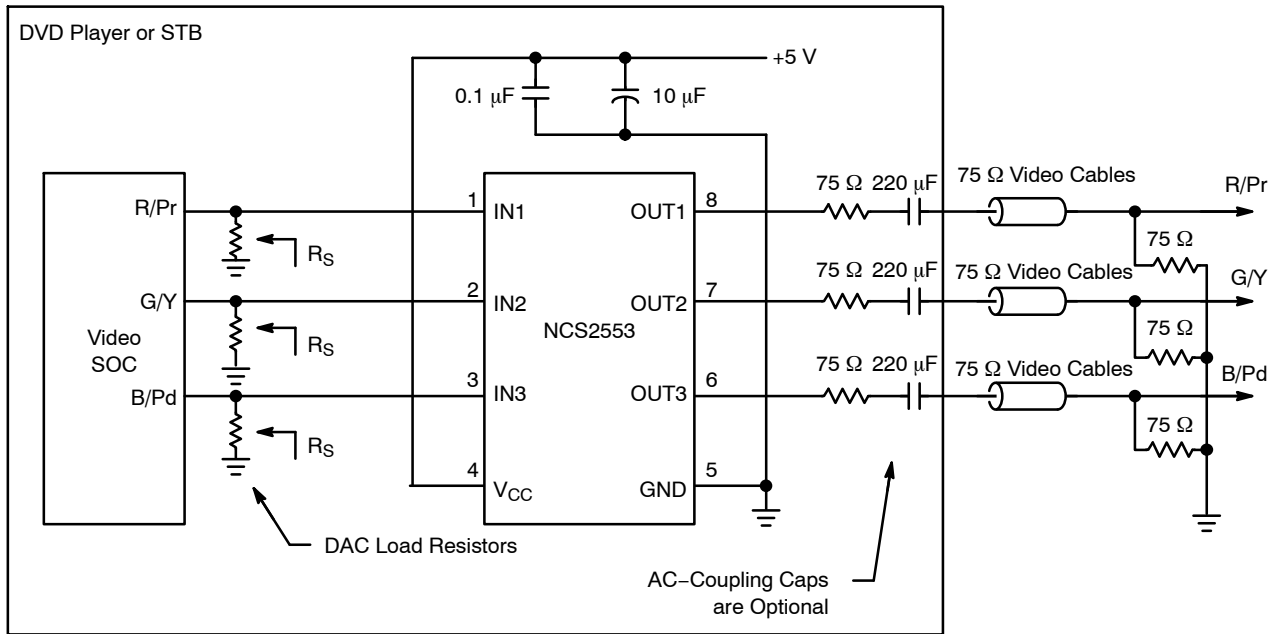 DVD Player or STB
+5 V
0.1 μF
10 μF
75 Ω 220 μF
75 Ω Video Cables
R/Pr
R/Pr
1
IN1
OUT1
8
75 Ω
RS
75 Ω 220 μF
75 Ω Video Cables
G/Y
G/Y
2
IN2
OUT2
7
Video
SOC
NCS2553
75 Ω
RS
75 Ω 220 μF
75 Ω Video Cables
B/Pd
B/Pd
3
IN3
OUT3
6
75 Ω
RS
4
VCC
GND
5
DAC Load Resistors
AC−Coupling Caps
are Optional